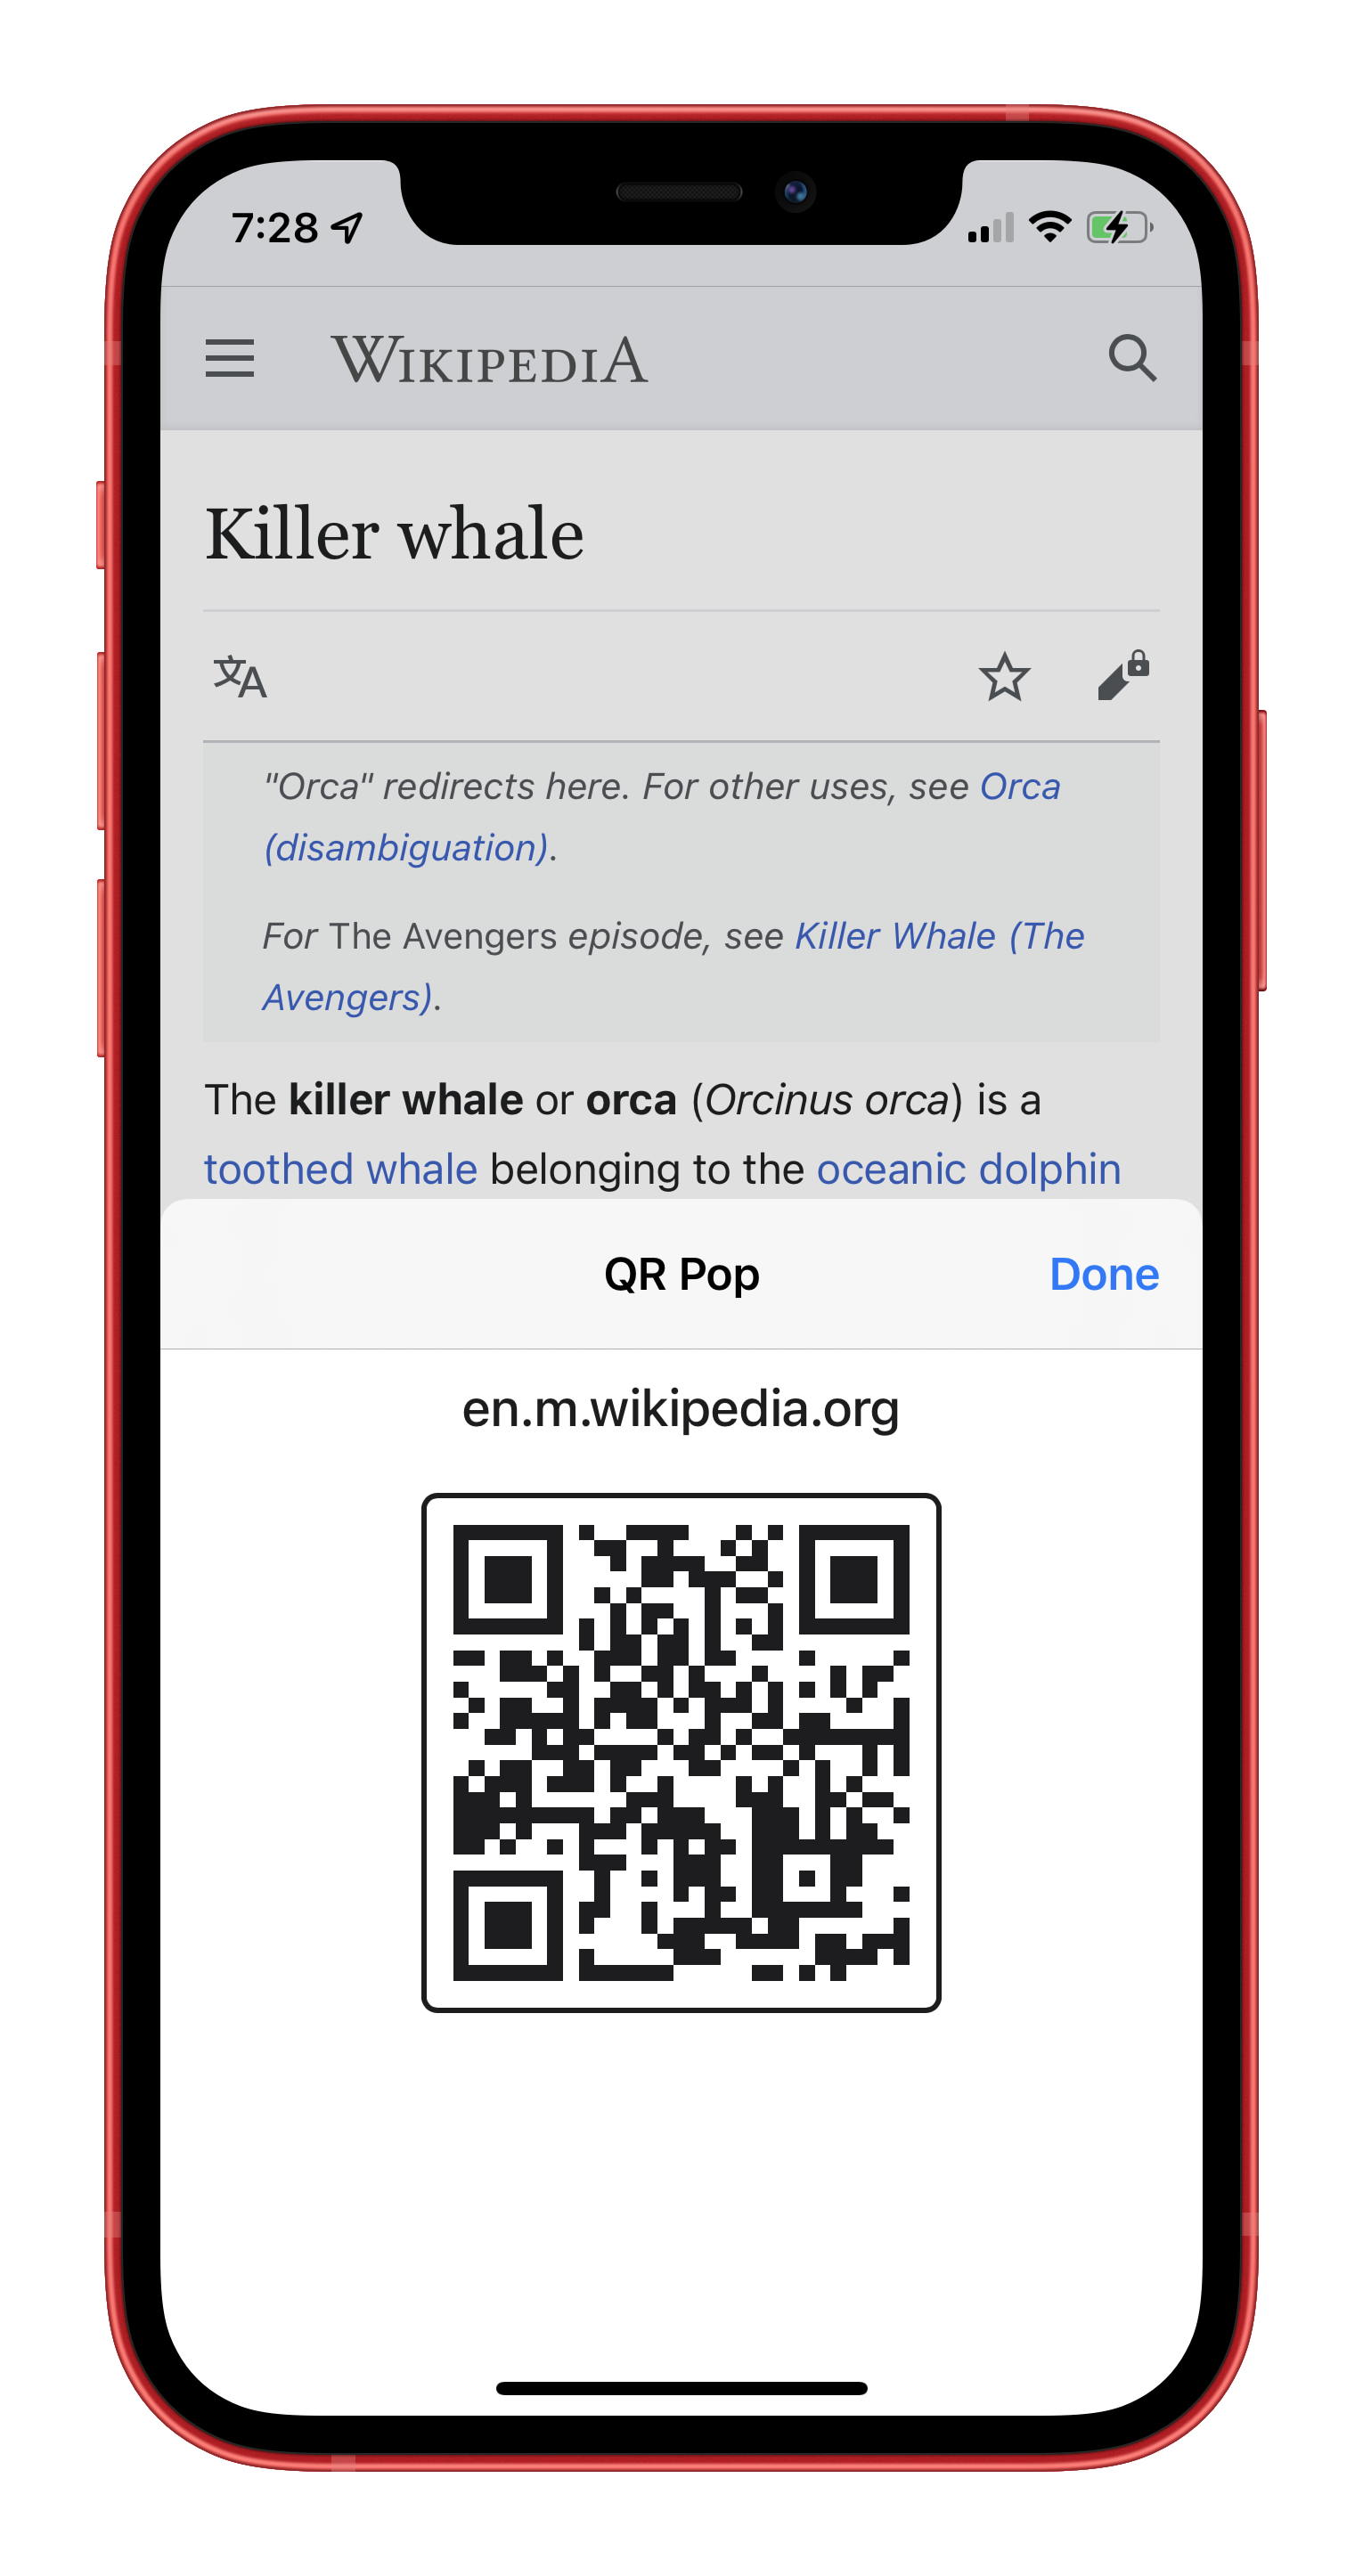 7:28
WIKIPEDIA
Killer whale
文A
"Orca" redirects here. For other uses, see Orca
(disambiguation).
For The Avengers episode, see Killer Whale (The
Avengers).
The killer whale or orca (Orcinus orca) is a
toothed whale belonging to the oceanic dolphin
QR Pop
Done
en.m.wikipedia.org